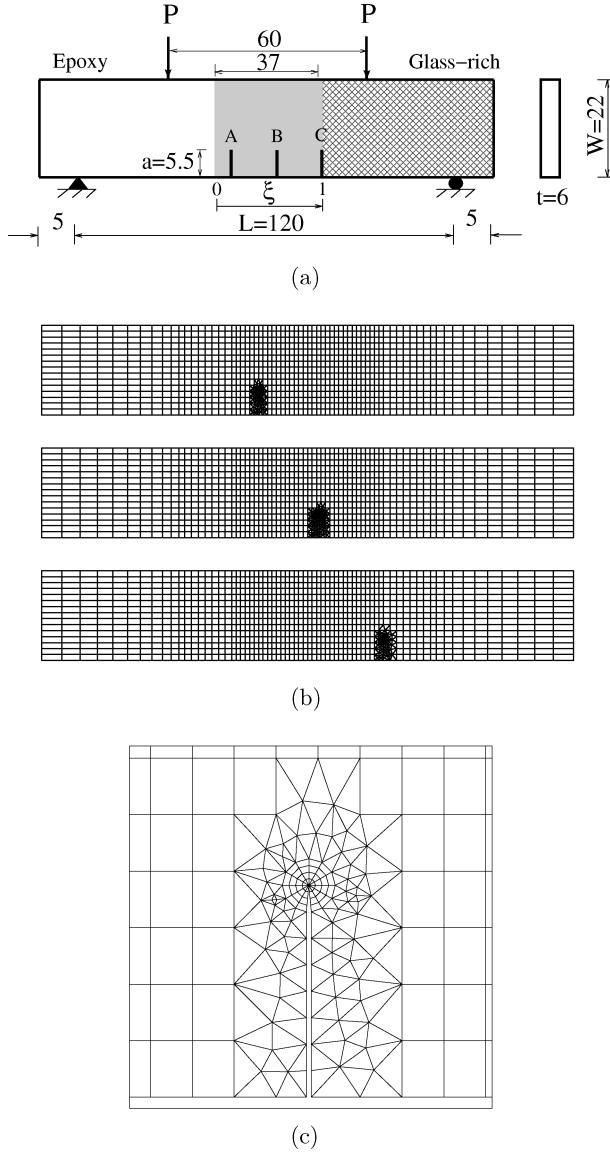 P P
60
Epoxy Glass-rich
37
A B C
a=5.5
W=22
0 ξ 1
t=6
5 L=120 5
(a)
(b)
(c)